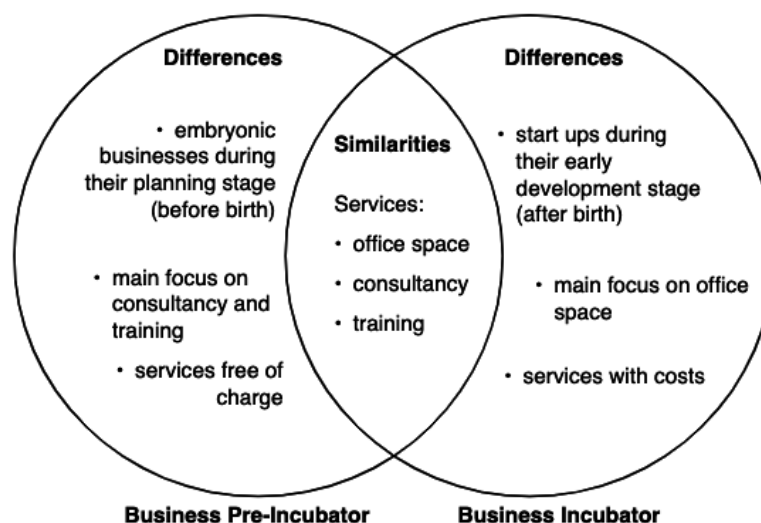 Differences
• embryonic
businesses during
their planning stage
(before birth)
• main focus on
consultancy and
training
• services free of
charge
Similarities
Services:
• office space
• consultancy
• training
Differences
• start ups during
their early
development stage
(after birth)
• main focus on office
space
• services with costs
Business Pre-Incubator
Business Incubator